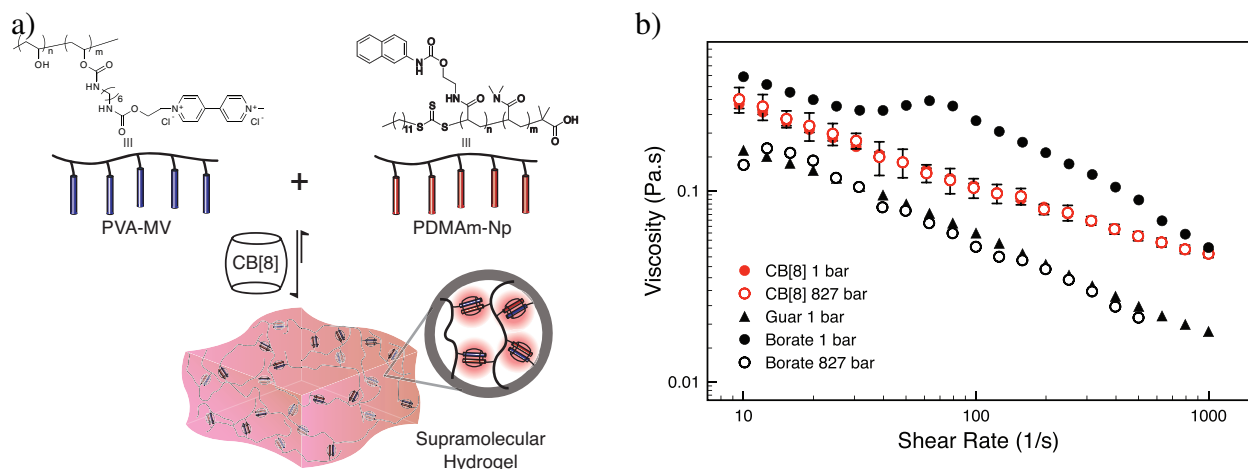 a)
n
m
OH
O
O
HN
6
HN
O
O
N+
Cl-
N+
Cl-
III
PVA-MV
+
N
H
O
O
HN
O
N
O
S
11
S
S
n
m
OH
O
III
PDMAm-Np
CB[8]
Supramolecular
Hydrogel
b)
Viscosity (Pa.s)
0.1
0.01
CB[8] 1 bar
CB[8] 827 bar
Guar 1 bar
Borate 1 bar
Borate 827 bar
10
100
1000
Shear Rate (1/s)